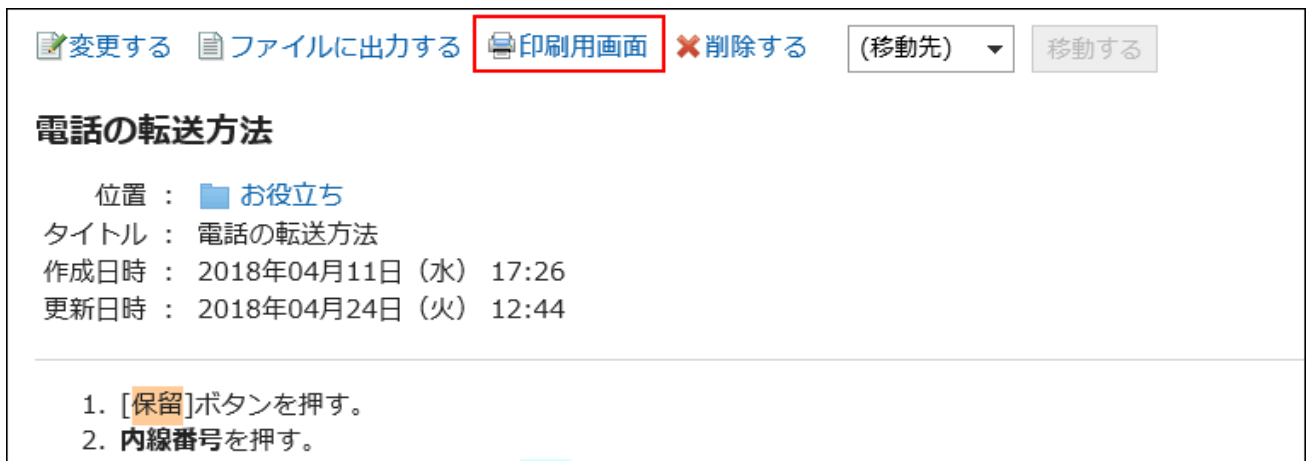 変更する ファイルに出力する 印刷用画面 削除する (移動先) 移動する
電話の転送方法
位置 : お役立ち
タイトル : 電話の転送方法
作成日時 : 2018年04月11日（水） 17:26
更新日時 : 2018年04月24日（火） 12:44
1. [保留]ボタンを押す。
2. 内線番号を押す。